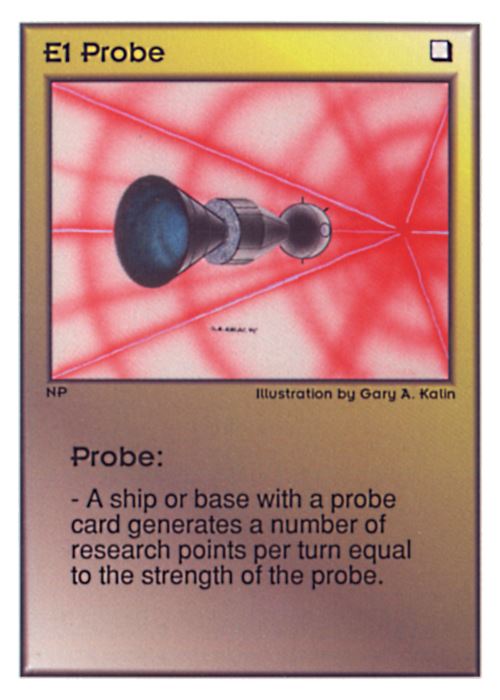 E1 Probe
NP
Illustration by Gary A. Kalin
Probe:
- A ship or base with a probe
card generates a number of
research points per turn equal
to the strength of the probe.